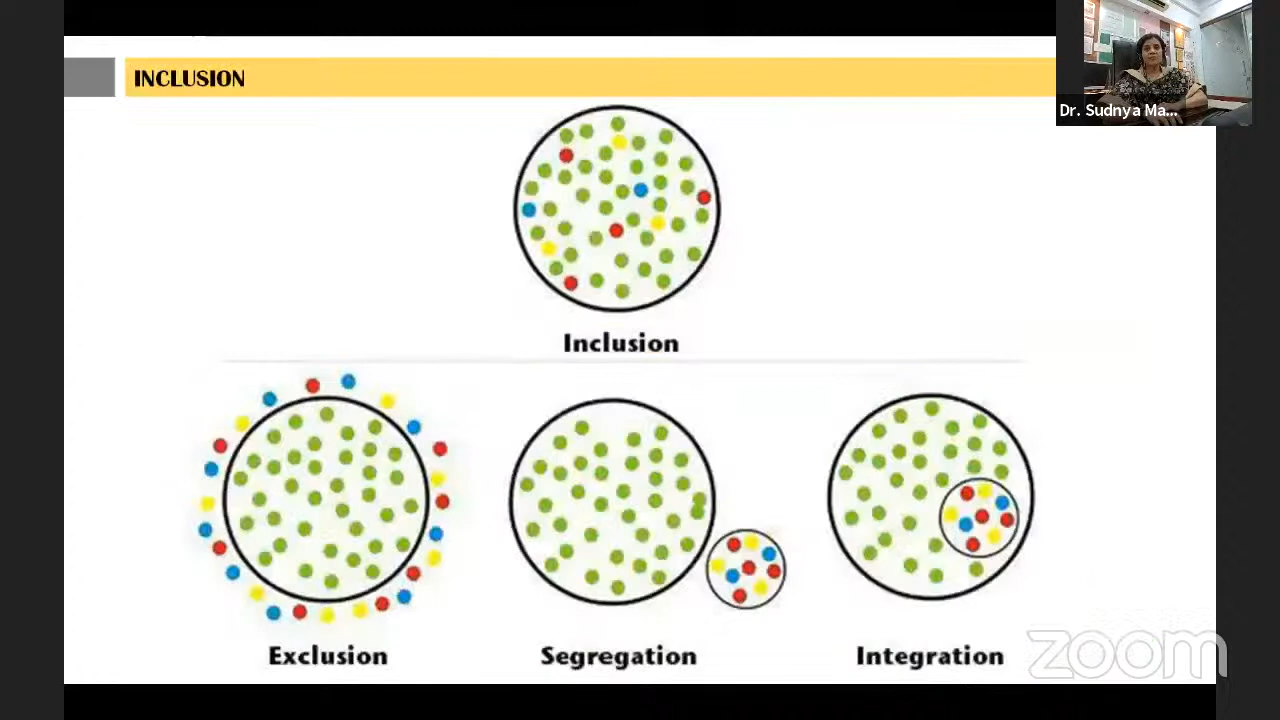 INCLUSION
Dr. Sudnya Ma...
Inclusion
Exclusion
Segregation
Integration
zoom